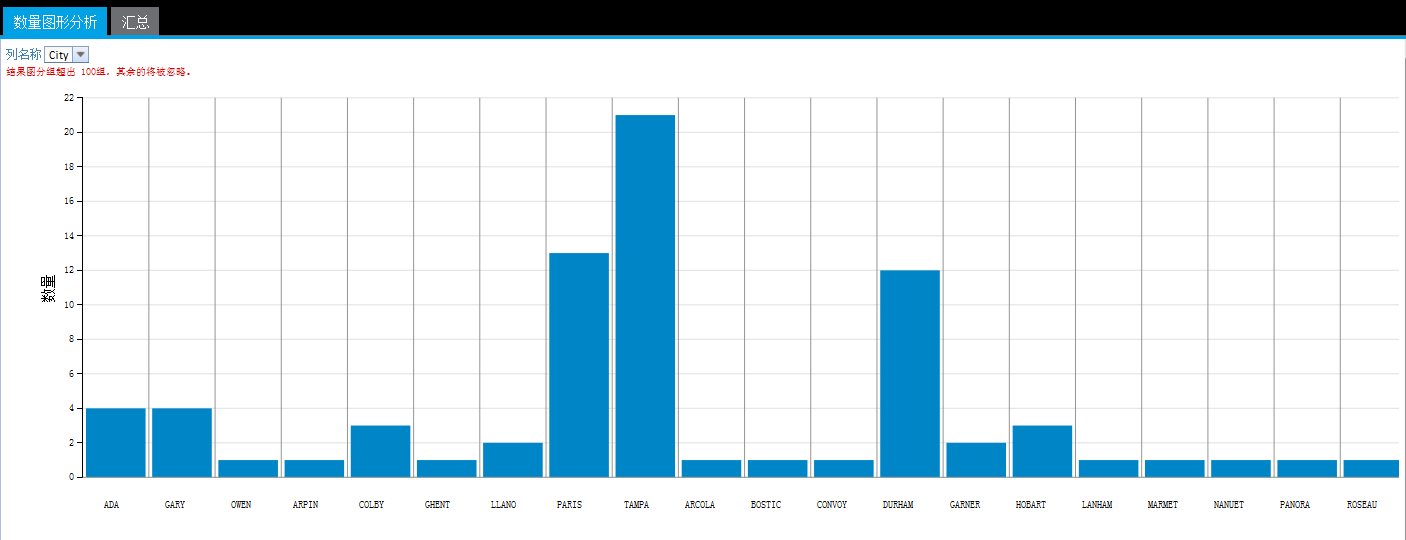 数量图形分析 汇总
列名称 City
结果图分组超出 100组，其余的将被忽略。
22
20
18
16
14
12
10
8
6
4
2
0
数量
ADA GARY OWEN ARPIN COLBY GHENT LLANO PARIS TAMPA ARCOLA BOSTIC CONVOY DURHAM GARNER HOBART LANHAM MARMET NANUET PANORA ROSEAU